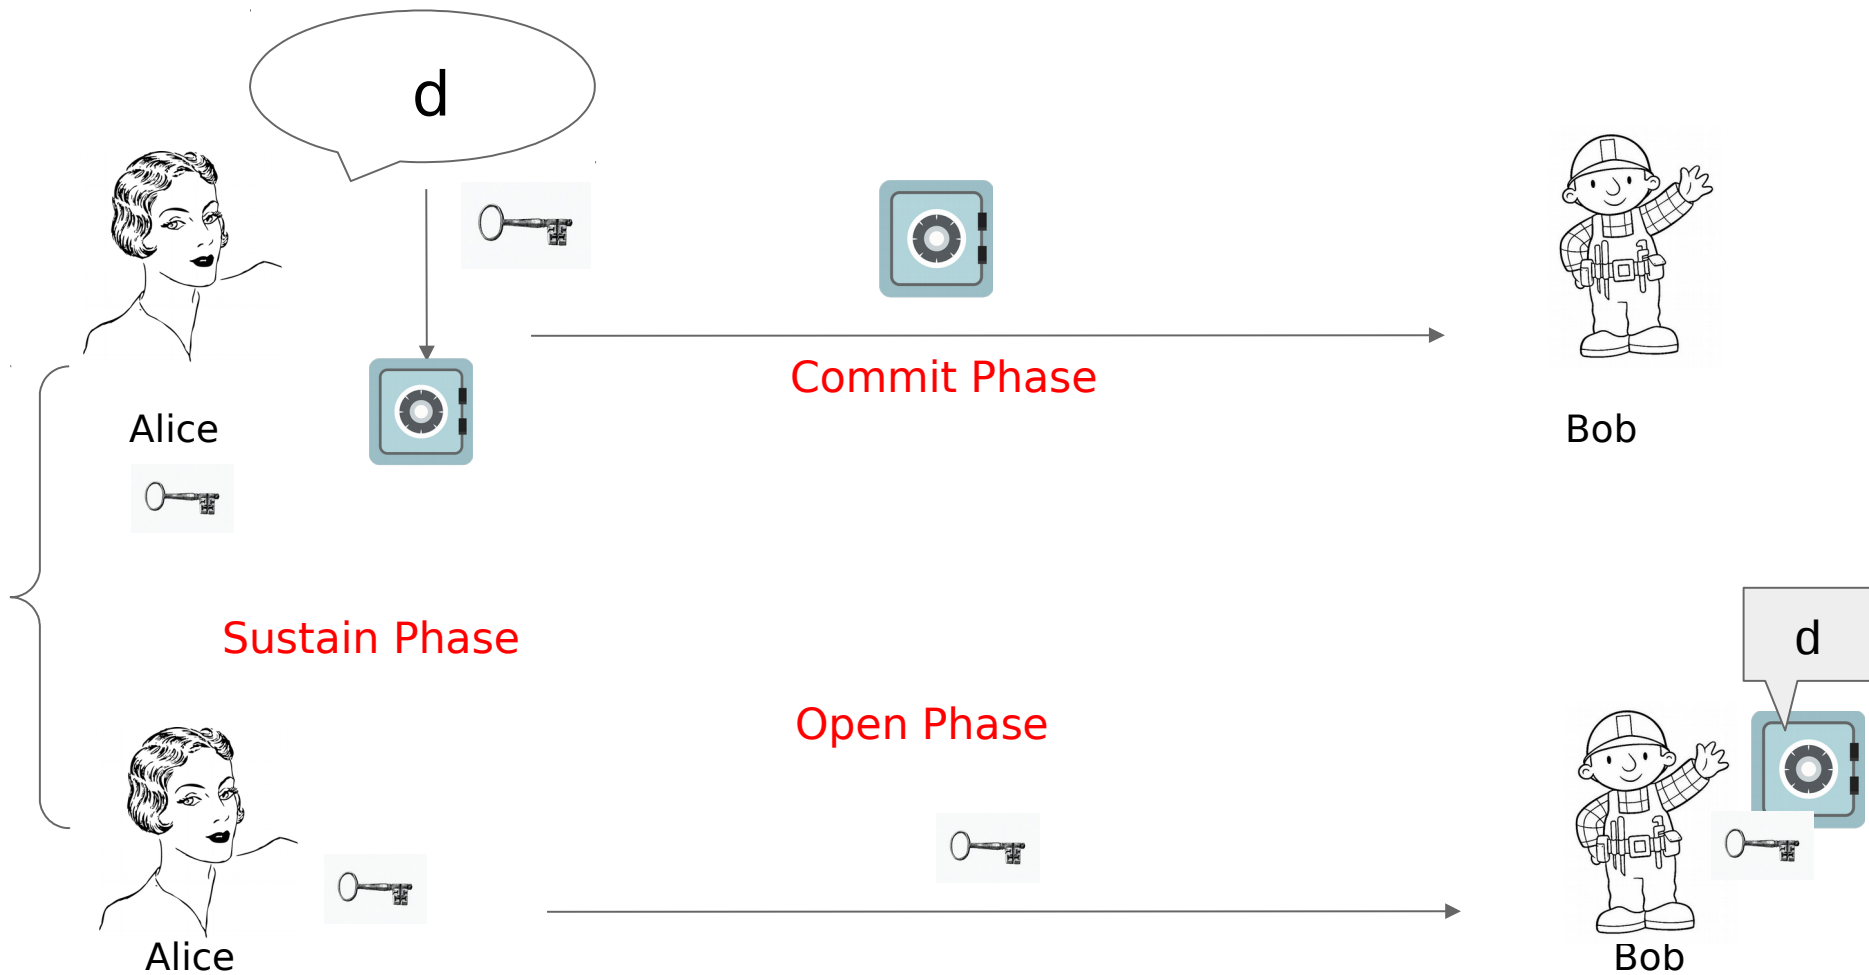 d
Commit Phase
Alice
Bob
Sustain Phase
d
Open Phase
Alice
Bob